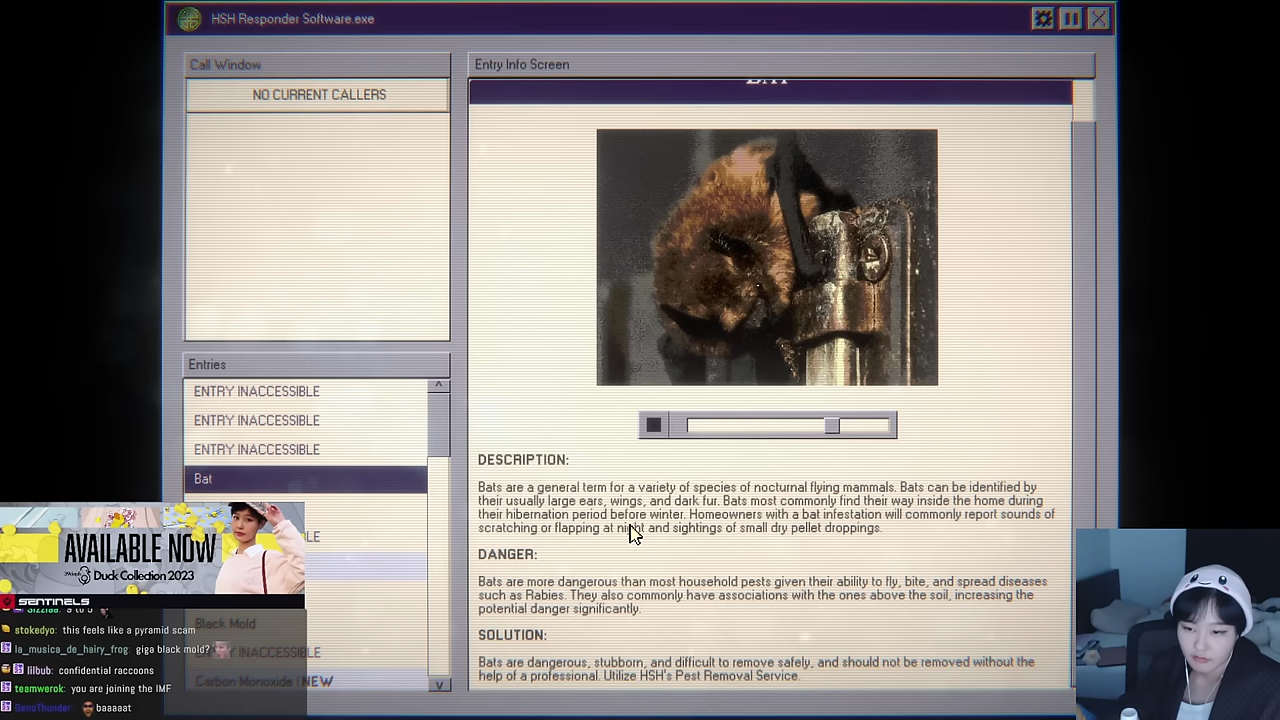 HSH Responder Software.exe
Call Window
NO CURRENT CALLERS
Entry Info Screen
BAT
Entries
ENTRY INACCESSIBLE
ENTRY INACCESSIBLE
ENTRY INACCESSIBLE
Bat
Black Mold
Carbon Monoxide | NEW
DESCRIPTION:
Bats are a general term for a variety of species of nocturnal flying mammals. Bats can be identified by
their usually large ears, wings, and dark fur. Bats most commonly find their way inside the home during
their hibernation period before winter. Homeowners with a bat infestation will commonly report sounds of
scratching or flapping at night and sightings of small dry pellet droppings.
DANGER:
Bats are more dangerous than most household pests given their ability to fly, bite, and spread diseases
such as Rabies. They also commonly have associations with the ones above the soil, increasing the
potential danger significantly.
SOLUTION:
Bats are dangerous, stubborn, and difficult to remove safely, and should not be removed without the
help of a professional. Utilize HSH's Pest Removal Service.
AVAILABLE NOW
Duck Collection 2023
SENTINELS
stokedyo: this feels like a pyramid scam
la_musica_de_hairy_frog: giga black mold?
lilbub: confidential raccoons
teamwerok: you are joining the IMF
GenoThunder: baaaaat